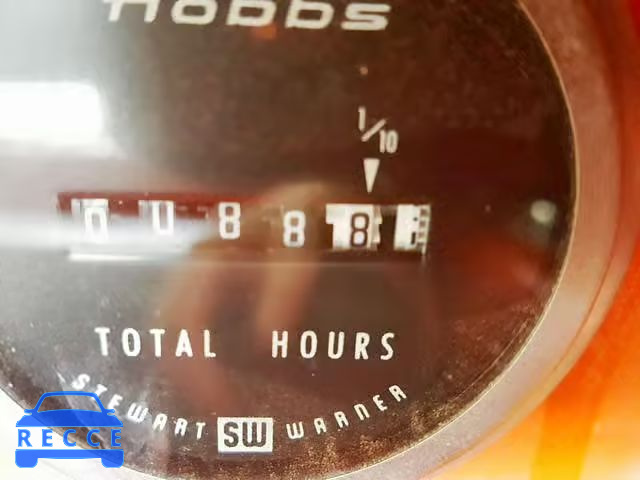 Hobbs
1/10
0 0 8 8 8
TOTAL HOURS
STEWART SW WARNER
RECCE